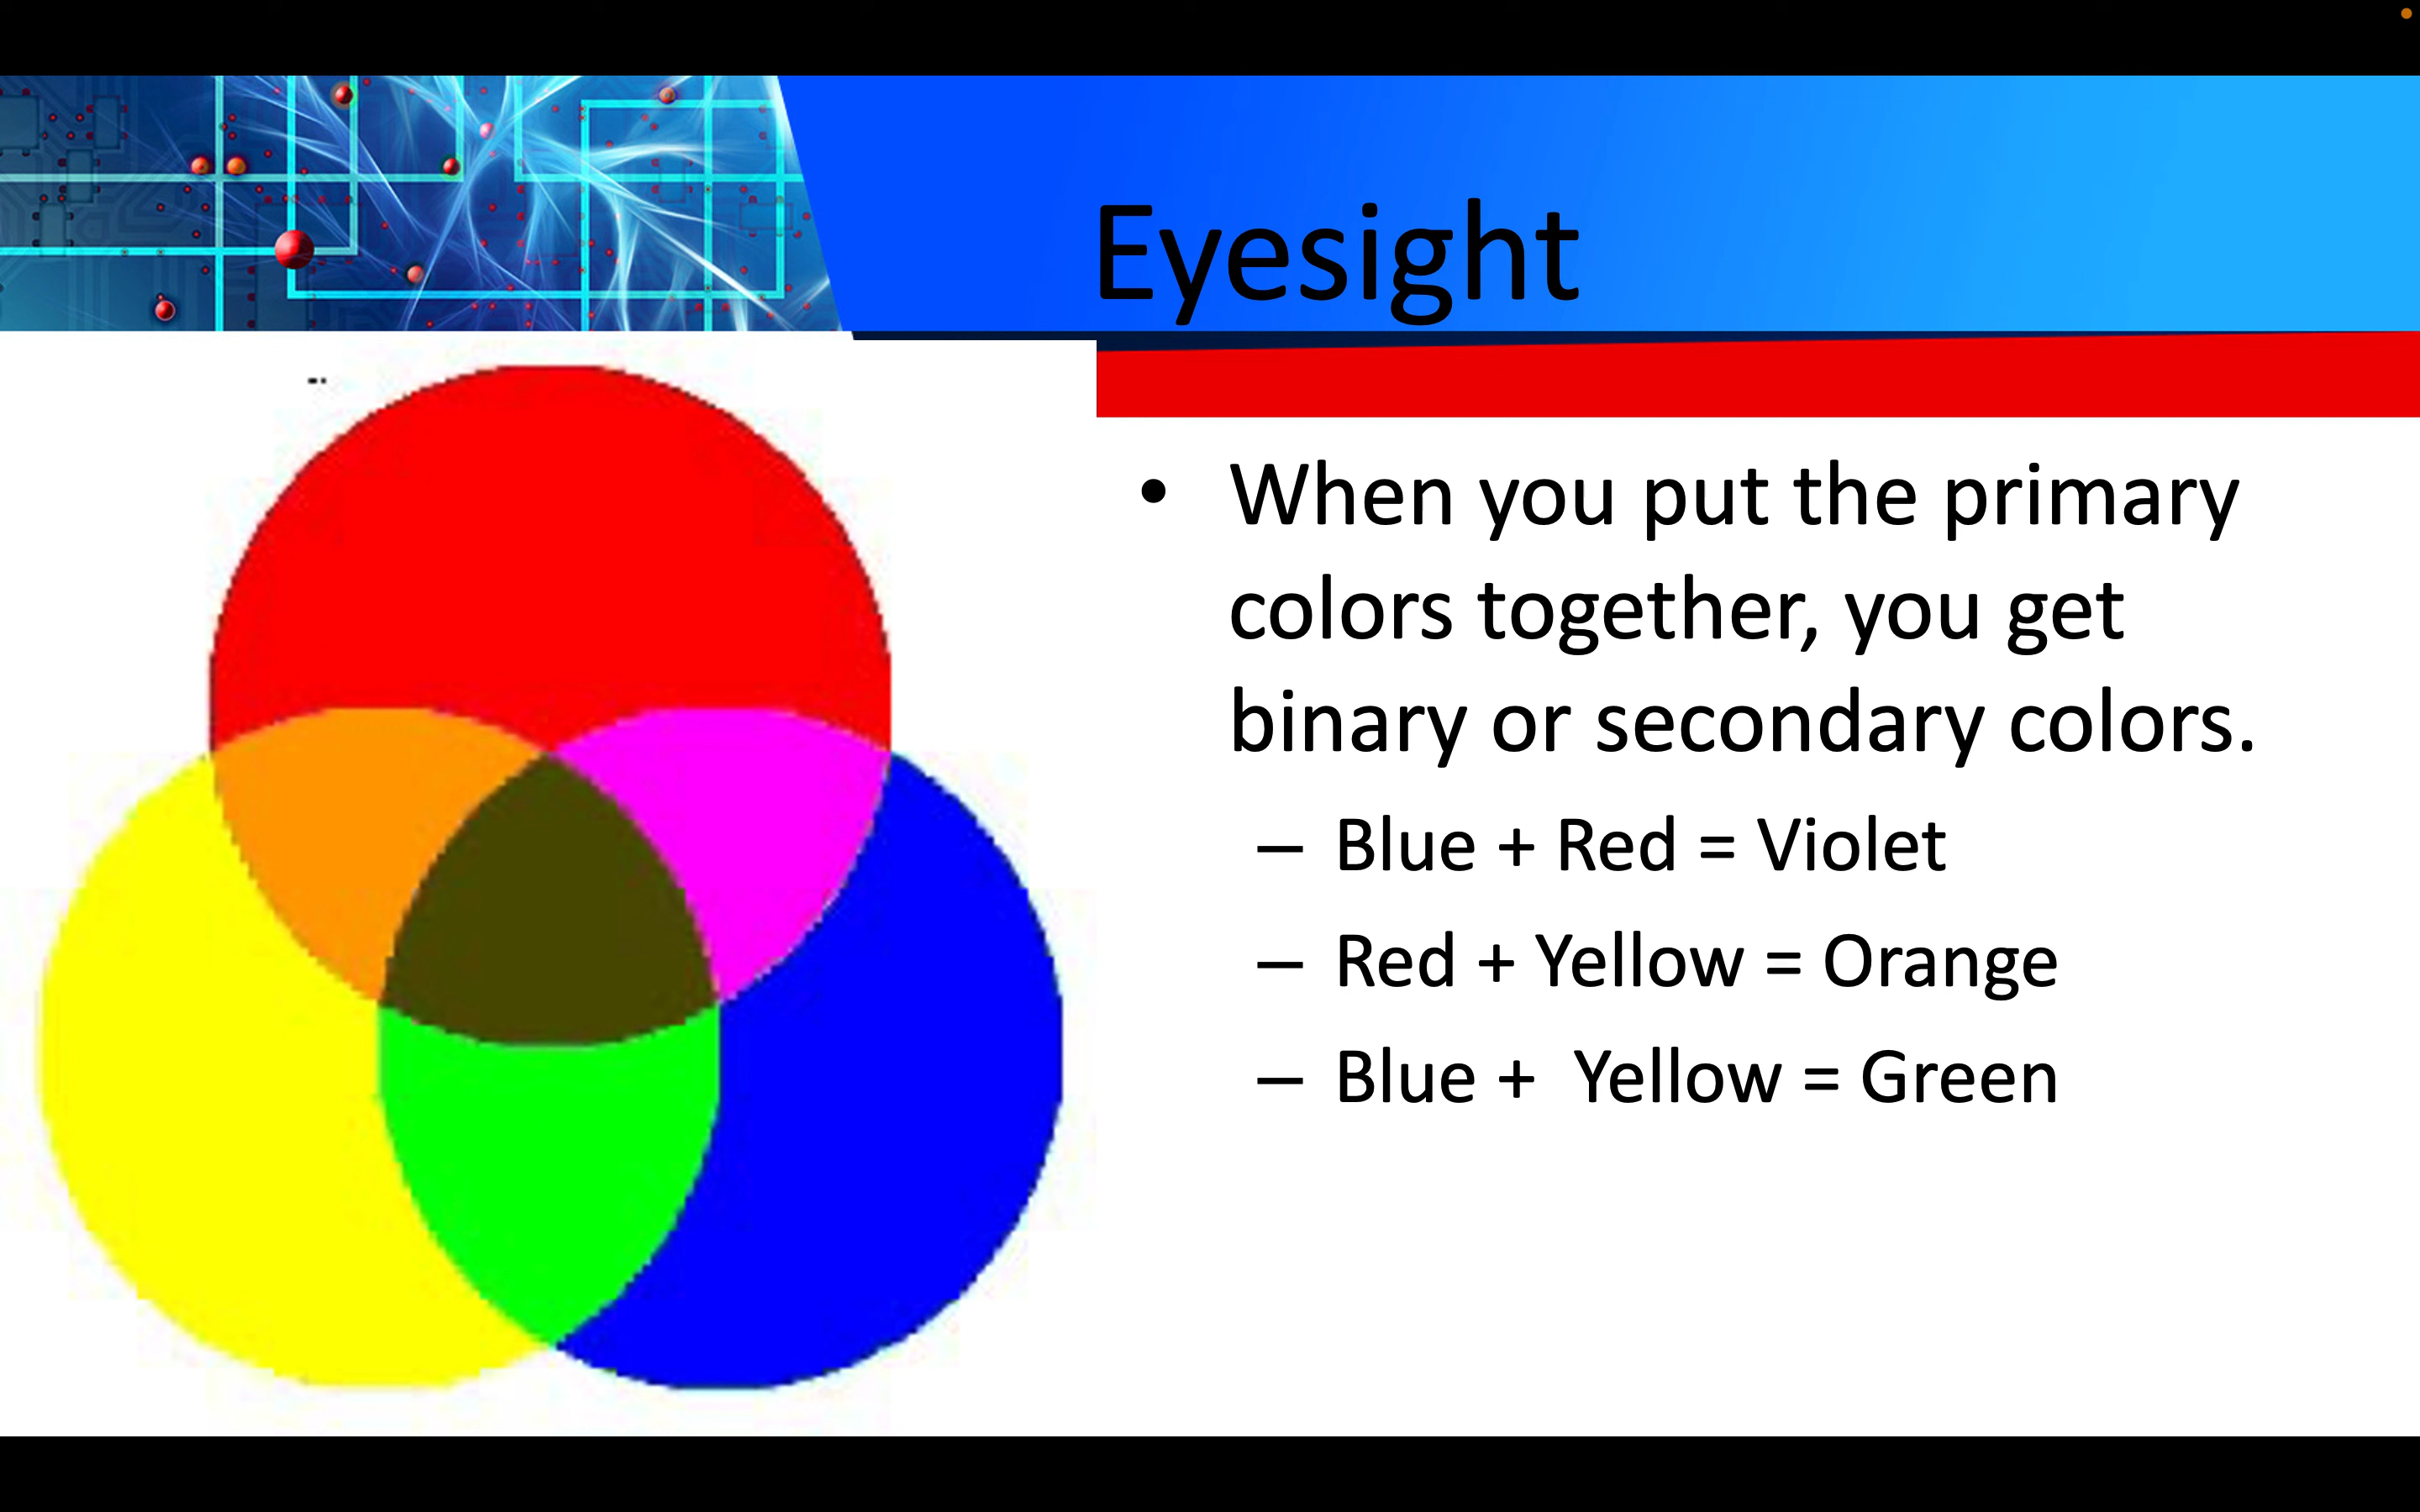 Eyesight
• When you put the primary
colors together, you get
binary or secondary colors.
– Blue + Red = Violet
– Red + Yellow = Orange
– Blue +  Yellow = Green